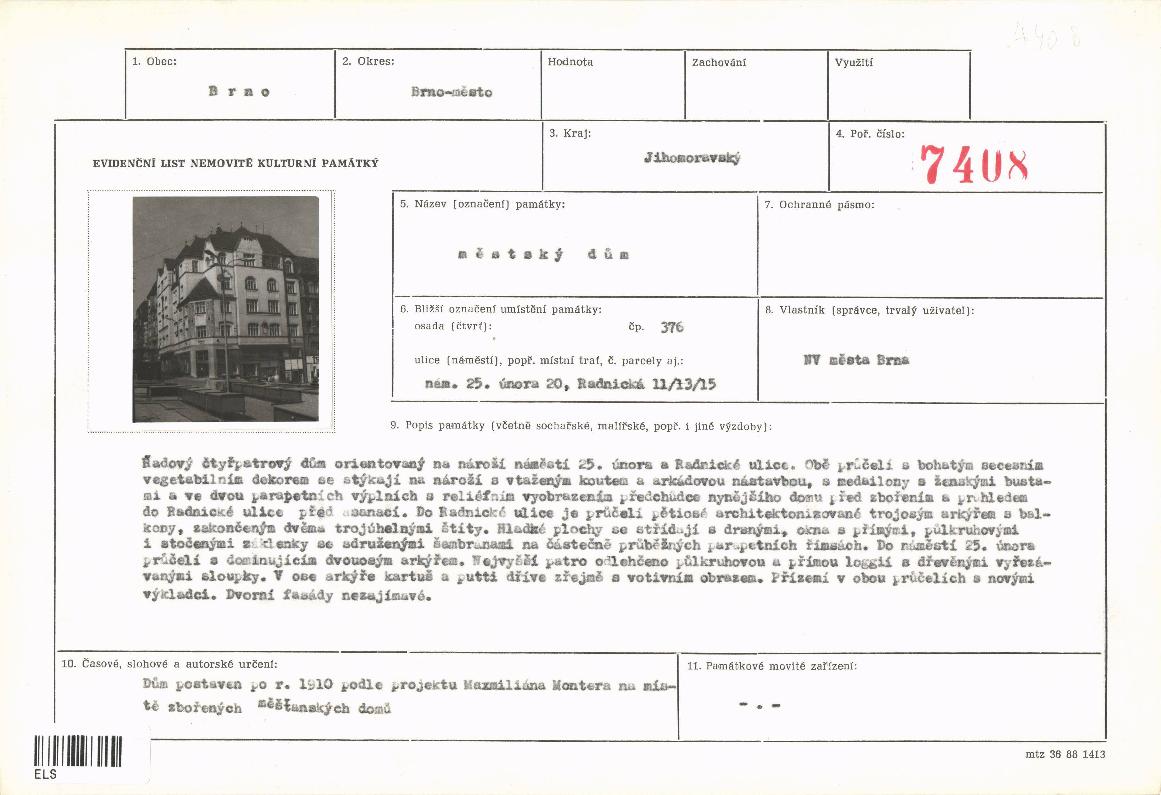 1. Obec:
B r n o
2. Okres:
Brno-město
Hodnota
Zachování
Využití
EVIDENČNÍ LIST NEMOVITÉ KULTURNÍ PAMÁTKY
3. Kraj:
Jihomoravský
4. Poř. číslo:
7408
5. Název (označení) památky:
m ě s t s k ý   d ů m
7. Ochranné pásmo:
6. Bližší označení umístění památky:
osada (čtvrť):
čp. 376
ulice (náměstí), popř. místní trať, č. parcely aj.:
nám. 25. února 20, Radnická 11/13/15
8. Vlastník (správce, trvalý uživatel):
NV města Brna
9. Popis památky (včetně sochařské, malířské, popř. i jiné výzdoby):
Řadový čtyřpatrový dům orientovaný na nároží náměstí 25. února a Radnické ulice. Obě průčelí s bohatým secesním
vegetabilním dekorem se stýkají na nároží s vtaženým koutem a arkádovou nástavbou, s medailony s ženskými busta-
mi a ve dvou parapetních výplních s reliéfním vyobrazením předchůdce nynějšího domu před zbořením a průhledem
do Radnické ulice před asanací. Do Radnické ulice je průčelí pětiosé architektonizované trojosým arkýřem s bal-
kony, zakončeným dvěma trojúhelnými štíty. Hladké plochy se střídají s drsnými, okna s přímými, půlkruhovými
i stočenými záklenky se sdruženými šambranami na částečně průběžných parapetních římsách. Do náměstí 25. února
průčelí s dominujícím dvouosým arkýřem. Nejvyšší patro odlehčeno půlkruhovou a přímou loggií s dřevěnými vyřezá-
vanými sloupky. V ose arkýře kartuš a putti dříve zřejmě s votivním obrazem. Přízemí v obou průčelích s novými
výkladci. Dvorní fasády nezajímavé.
10. Časové, slohové a autorské určení:
Dům postaven po r. 1910 podle projektu Maxmiliána Montera na mís-
tě zbořených měšťanských domů
11. Památkové movité zařízení:
- . -
ELS
mtz 36 88 1413